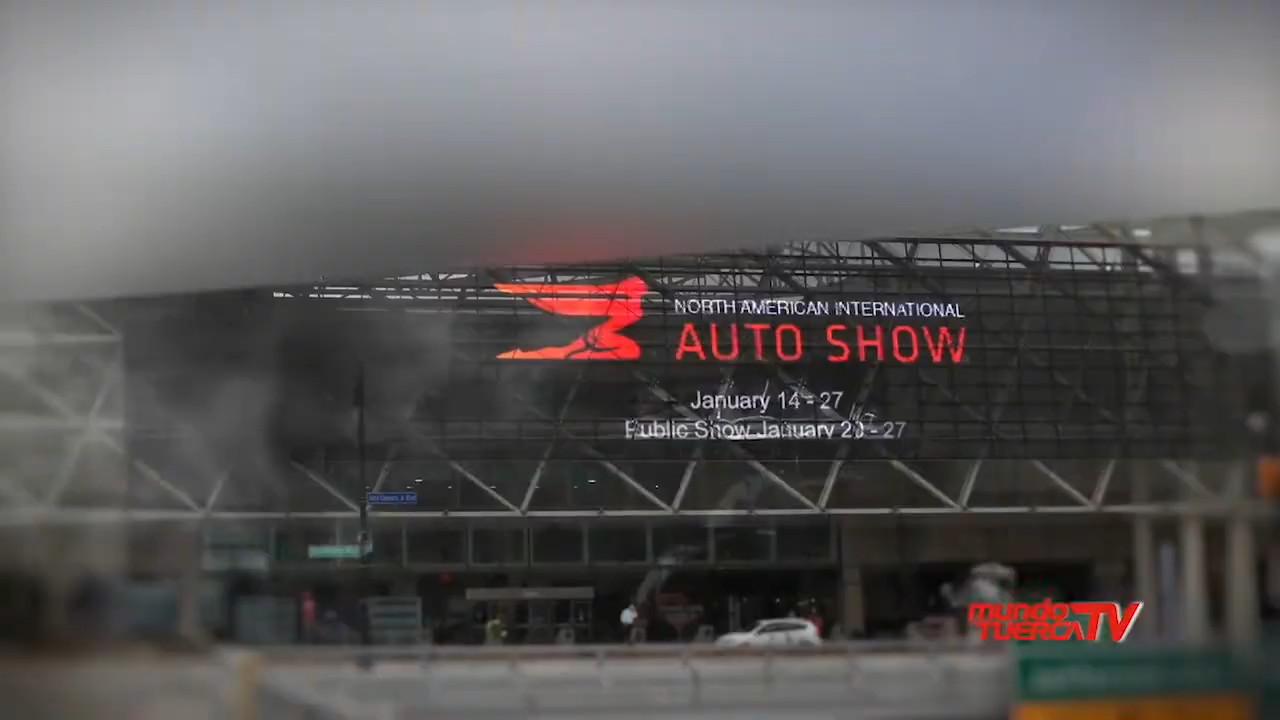 NORTH AMERICAN INTERNATIONAL
AUTO SHOW
January 14 - 27
Public Show January 20 - 27
mundo
TUERCA TV